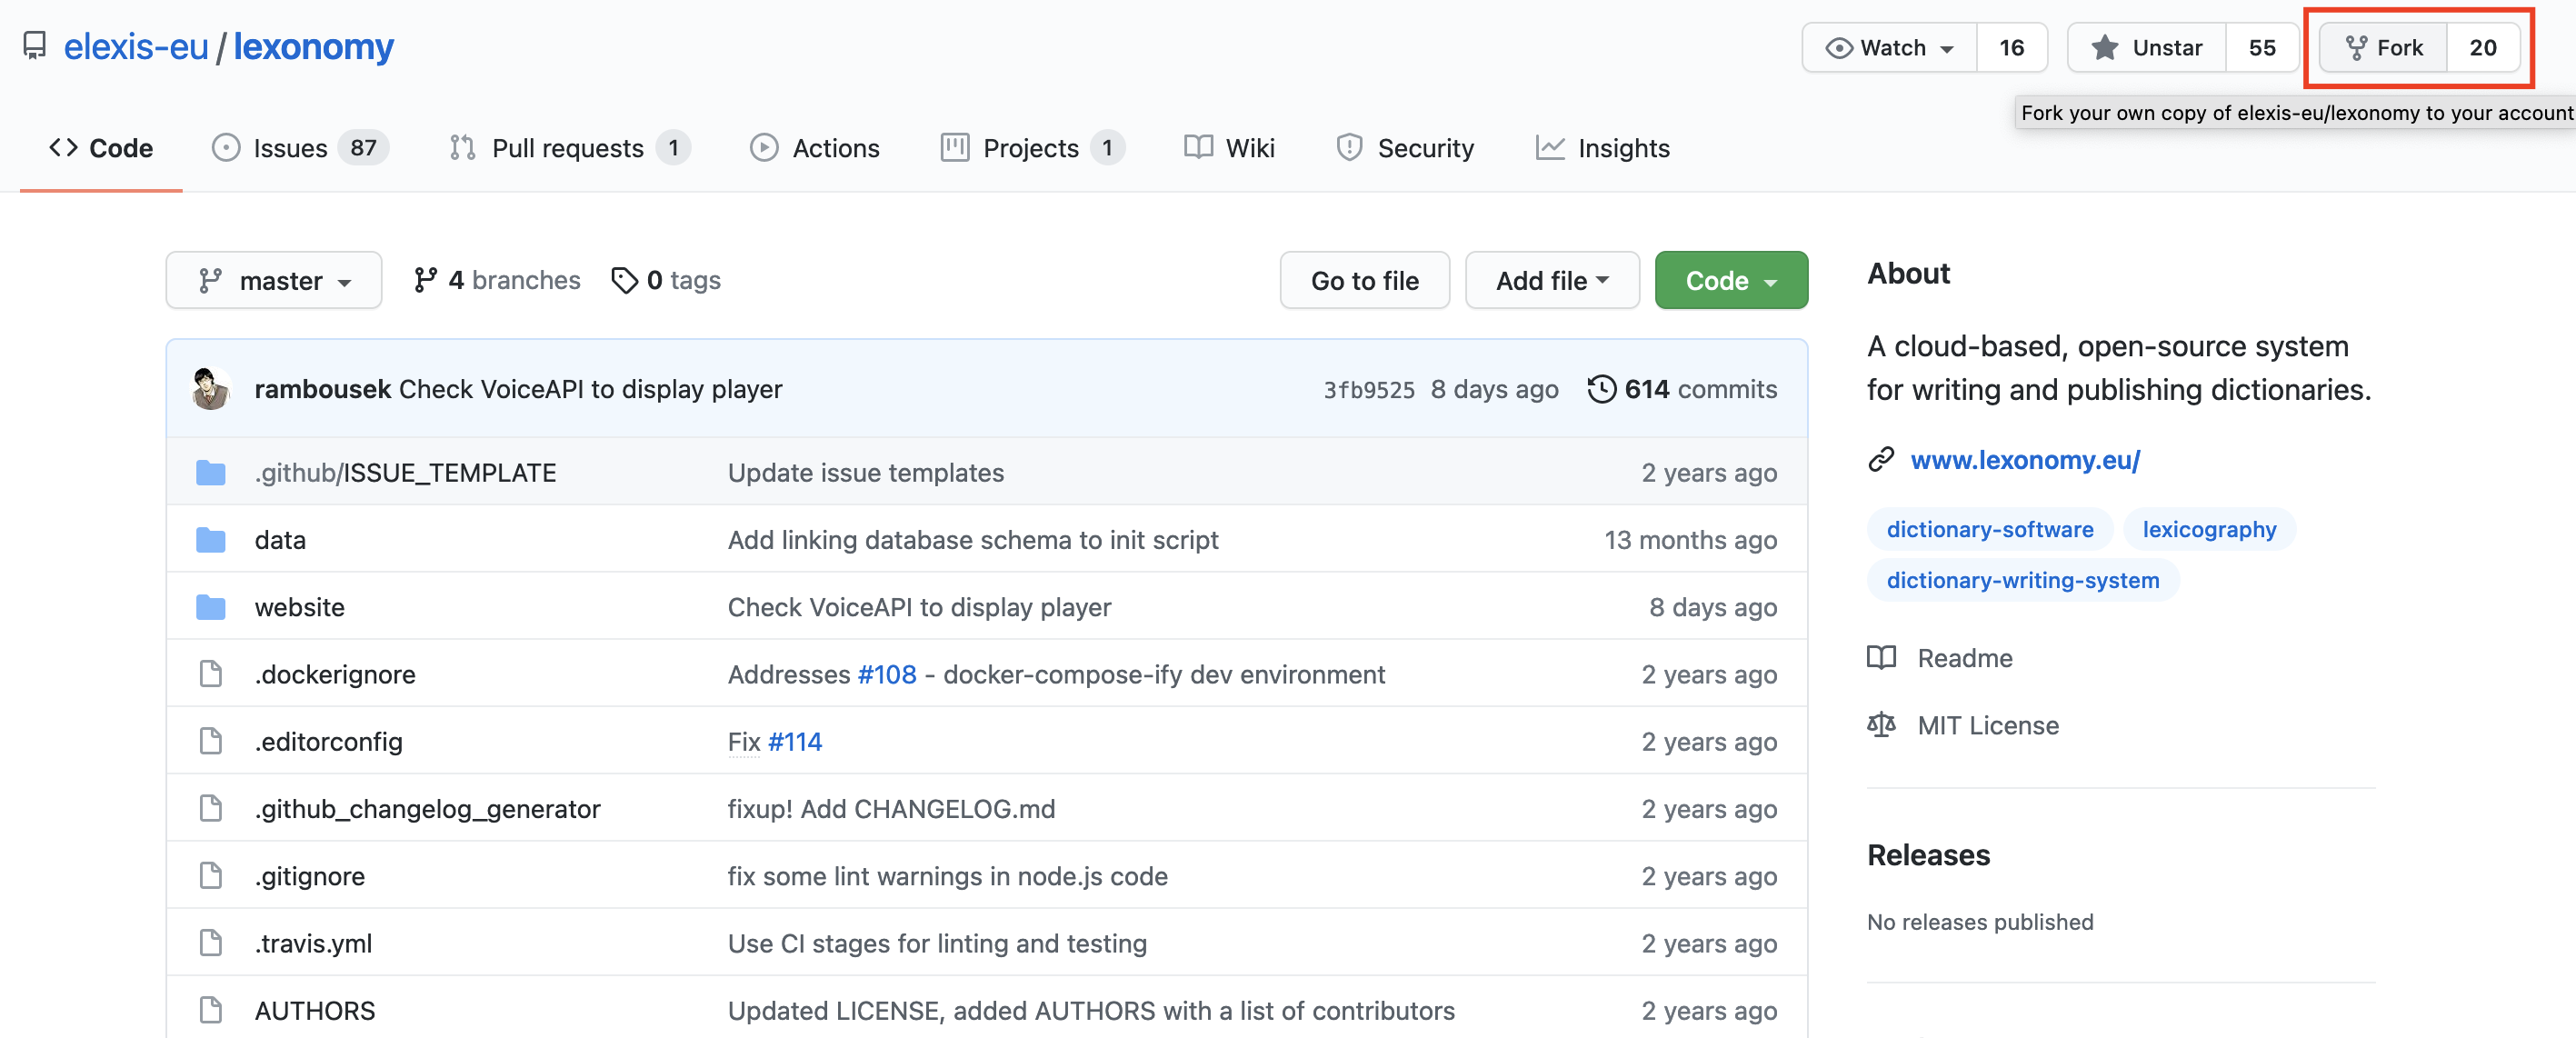 elexis-eu / lexonomy
Watch 16 Unstar 55 Fork 20
Fork your own copy of elexis-eu/lexonomy to your account
Code Issues 87 Pull requests 1 Actions Projects 1 Wiki Security Insights
master 4 branches 0 tags Go to file Add file Code
rambousek Check VoiceAPI to display player 3fb9525 8 days ago 614 commits
.github/ISSUE_TEMPLATE Update issue templates 2 years ago
data Add linking database schema to init script 13 months ago
website Check VoiceAPI to display player 8 days ago
.dockerignore Addresses #108 - docker-compose-ify dev environment 2 years ago
.editorconfig Fix #114 2 years ago
.github_changelog_generator fixup! Add CHANGELOG.md 2 years ago
.gitignore fix some lint warnings in node.js code 2 years ago
.travis.yml Use CI stages for linting and testing 2 years ago
AUTHORS Updated LICENSE, added AUTHORS with a list of contributors 2 years ago
About
A cloud-based, open-source system
for writing and publishing dictionaries.
www.lexonomy.eu/
dictionary-software lexicography
dictionary-writing-system
Readme
MIT License
Releases
No releases published